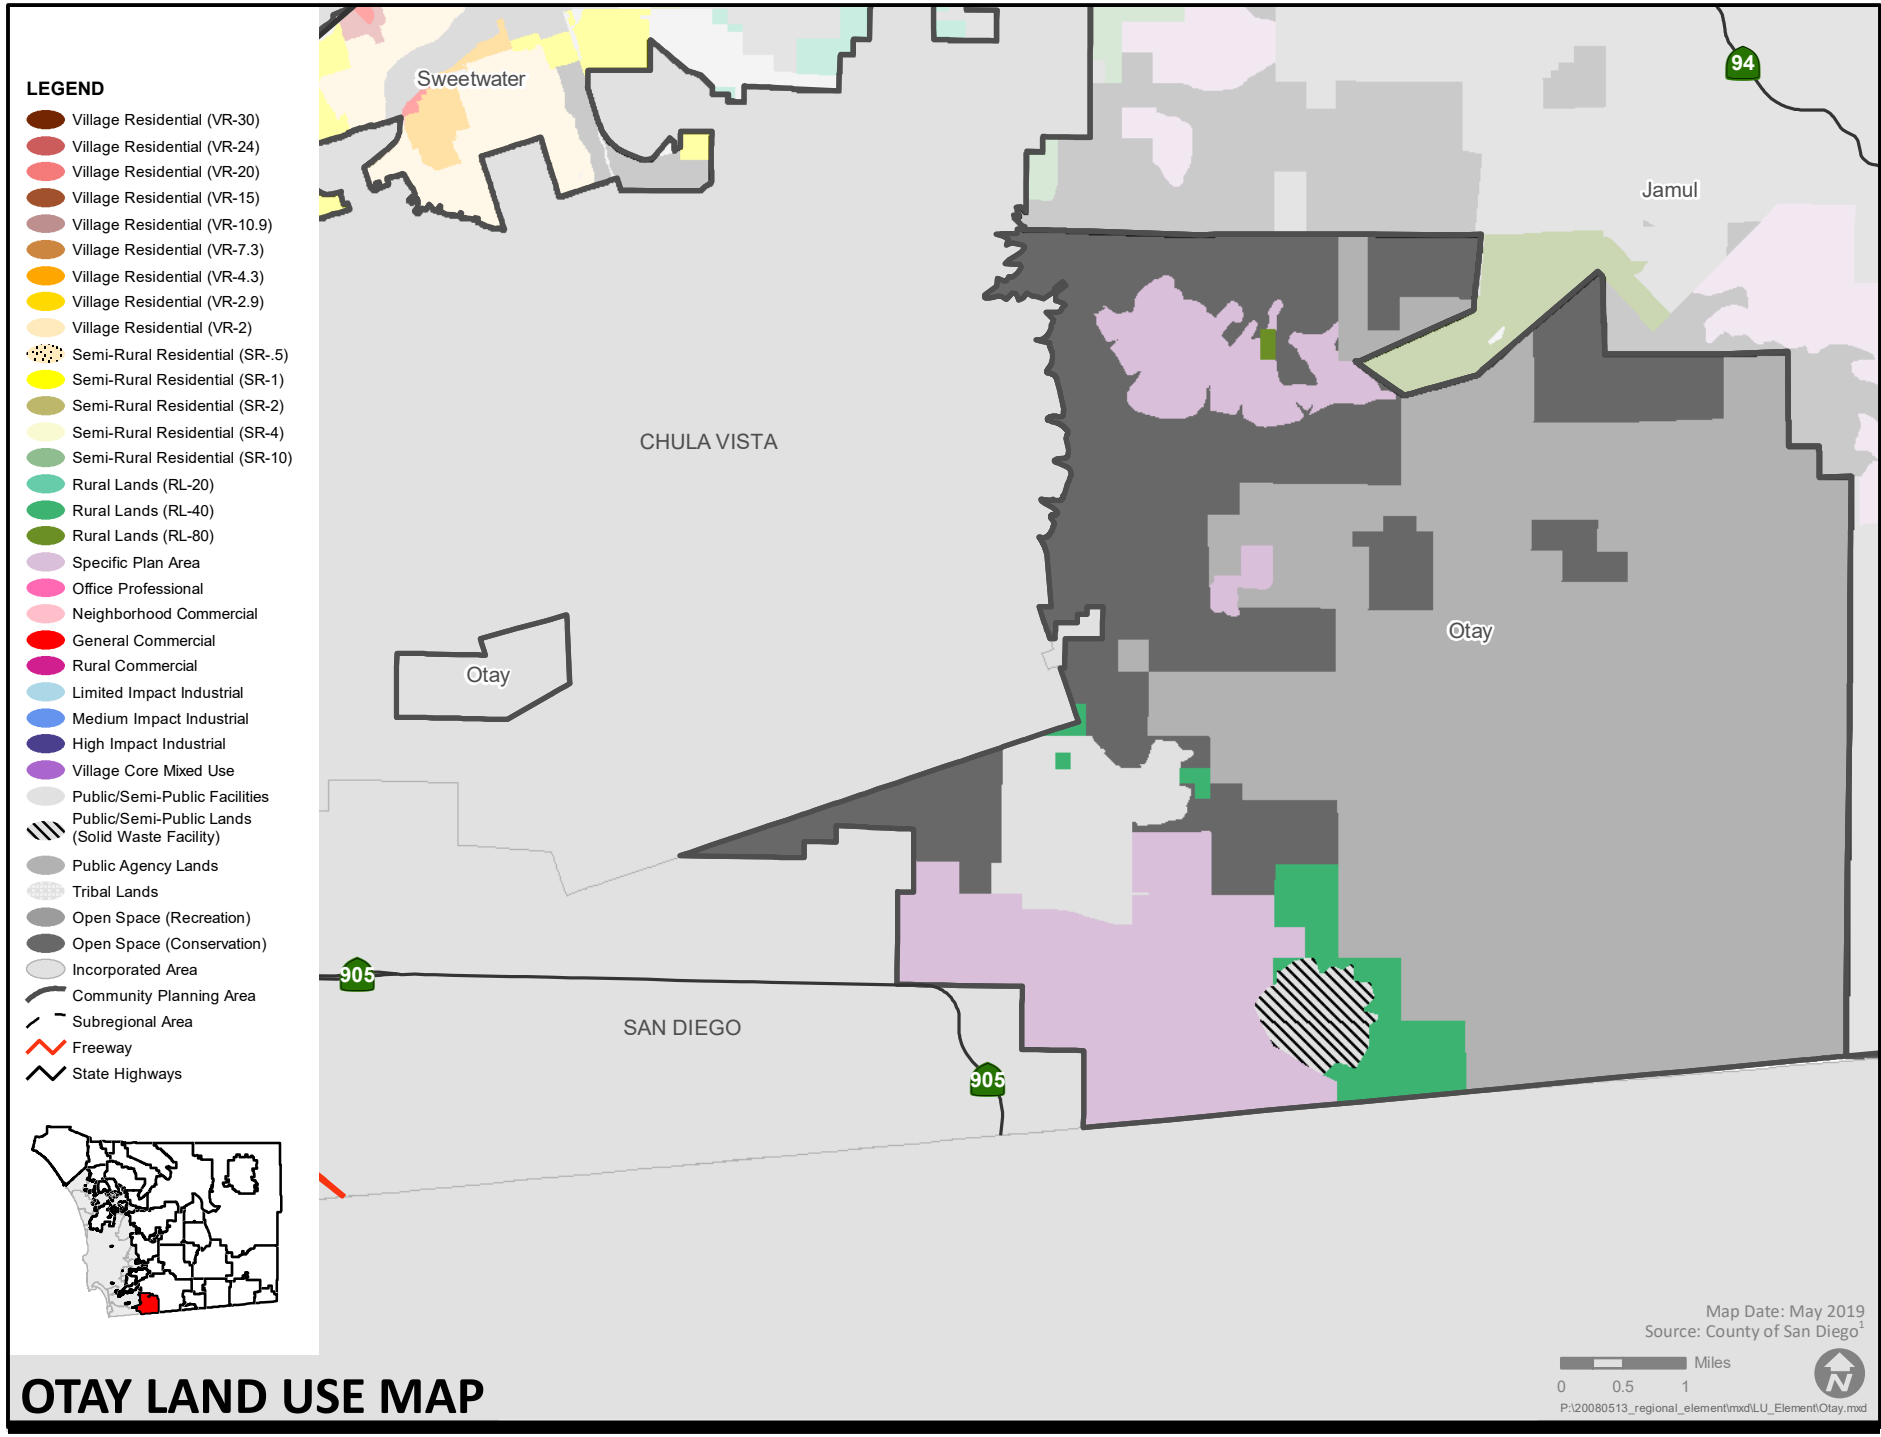 LEGEND
Village Residential (VR-30)
Village Residential (VR-24)
Village Residential (VR-20)
Village Residential (VR-15)
Village Residential (VR-10.9)
Village Residential (VR-7.3)
Village Residential (VR-4.3)
Village Residential (VR-2.9)
Village Residential (VR-2)
Semi-Rural Residential (SR-.5)
Semi-Rural Residential (SR-1)
Semi-Rural Residential (SR-2)
Semi-Rural Residential (SR-4)
Semi-Rural Residential (SR-10)
Rural Lands (RL-20)
Rural Lands (RL-40)
Rural Lands (RL-80)
Specific Plan Area
Office Professional
Neighborhood Commercial
General Commercial
Rural Commercial
Limited Impact Industrial
Medium Impact Industrial
High Impact Industrial
Village Core Mixed Use
Public/Semi-Public Facilities
Public/Semi-Public Lands
(Solid Waste Facility)
Public Agency Lands
Tribal Lands
Open Space (Recreation)
Open Space (Conservation)
Incorporated Area
Community Planning Area
Subregional Area
Freeway
State Highways
Sweetwater
94
Jamul
CHULA VISTA
Otay
Otay
905
SAN DIEGO
905
Map Date: May 2019
Source: County of San Diego1
Miles
0 0.5 1
N
P:\20080513_regional_element\mxd\LU_Element\Otay.mxd
OTAY LAND USE MAP